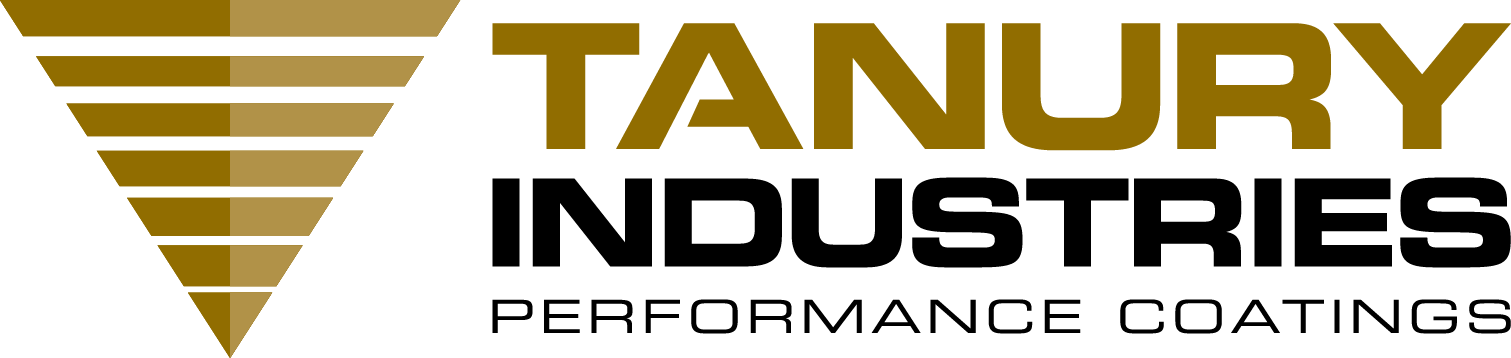 TANURY
INDUSTRIES
PERFORMANCE COATINGS